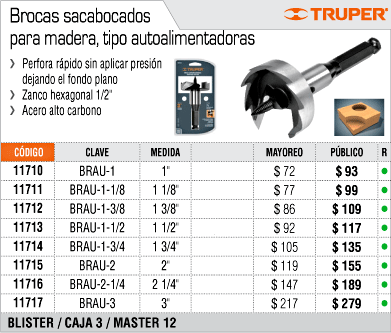 Brocas sacabocados
para madera, tipo autoalimentadoras
TRUPER
Perfora rápido sin aplicar presión
dejando el fondo plano
Zanco hexagonal 1/2"
Acero alto carbono
CÓDIGO CLAVE MEDIDA MAYOREO PÚBLICO R
11710 BRAU-1 1" $ 72 $ 93
11711 BRAU-1-1/8 1 1/8" $ 77 $ 99
11712 BRAU-1-3/8 1 3/8" $ 86 $ 109
11713 BRAU-1-1/2 1 1/2" $ 92 $ 117
11714 BRAU-1-3/4 1 3/4" $ 105 $ 135
11715 BRAU-2 2" $ 119 $ 155
11716 BRAU-2-1/4 2 1/4" $ 147 $ 189
11717 BRAU-3 3" $ 217 $ 279
BLISTER / CAJA 3 / MASTER 12